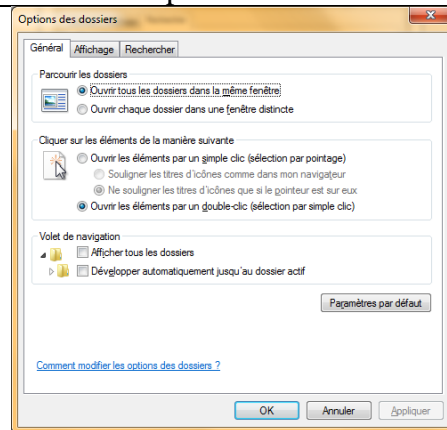 Options des dossiers
Général Affichage Rechercher
Parcourir les dossiers
Ouvrir tous les dossiers dans la même fenêtre
Ouvrir chaque dossier dans une fenêtre distincte
Cliquer sur les éléments de la manière suivante
Ouvrir les éléments par un simple clic (sélection par pointage)
Souligner les titres d'icônes comme dans mon navigateur
Ne souligner les titres d'icônes que si le pointeur est sur eux
Ouvrir les éléments par un double-clic (sélection par simple clic)
Volet de navigation
Afficher tous les dossiers
Développer automatiquement jusqu'au dossier actif
Paramètres par défaut
Comment modifier les options des dossiers ?
OK Annuler Appliquer